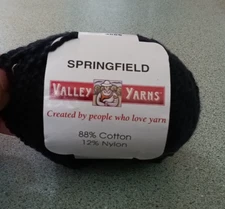 SPRINGFIELD
VALLEY YARNS
Created by people who love yarn
88% Cotton
12% Nylon